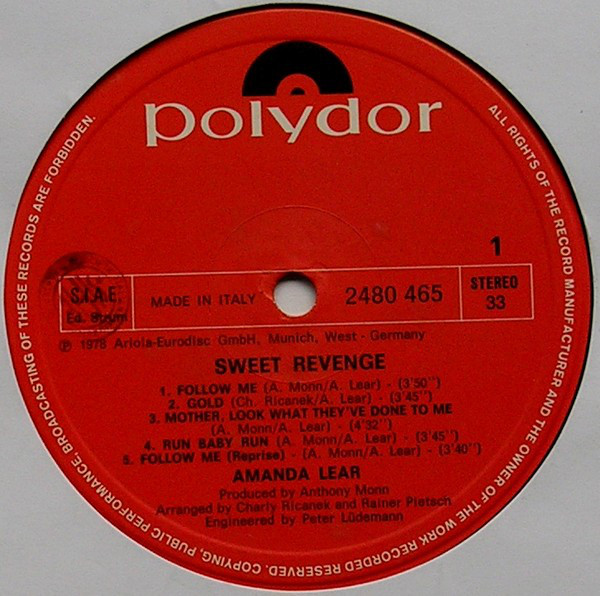 polydor
ALL RIGHTS OF THE RECORD MANUFACTURER AND THE OWNER OF THE WORK RECORDED RESERVED. COPYING, PUBLIC PERFORMANCE, BROADCASTING OF THESE RECORDS ARE FORBIDDEN.
1
S.I.A.E. MADE IN ITALY 2480 465 STEREO
33
℗ 1978 Ariola-Eurodisc GmbH, Munich, West - Germany
SWEET REVENGE
1. FOLLOW ME (A. Monn/A. Lear) - (3'50'')
2. GOLD (Ch. Ricanek/A. Lear) - (3'45'')
3. MOTHER, LOOK WHAT THEY'VE DONE TO ME
(A. Monn/A. Lear) - (4'32'')
4. RUN BABY RUN (A. Monn/A. Lear) - (3'45'')
5. FOLLOW ME (Reprise) - (A. Monn/A. Lear) - (3'40'')
AMANDA LEAR
Produced by Anthony Monn
Arranged by Charly Ricanek and Rainer Pietsch
Engineered by Peter Lüdemann